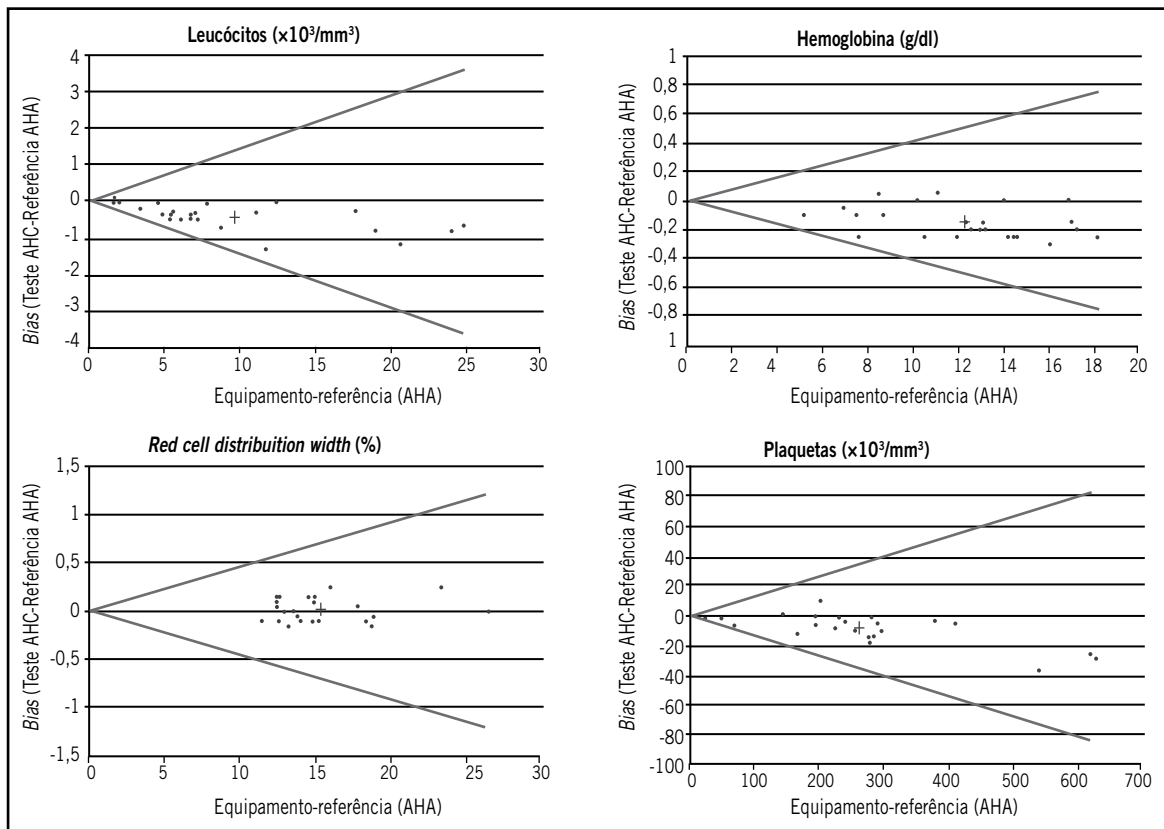 Leucócitos (×10³/mm³)
Bias (Teste AHC-Referência AHA)
4
3
2
1
0
-1
-2
-3
-4
0 5 10 15 20 25 30
Equipamento-referência (AHA)
Hemoglobina (g/dl)
Bias (Teste AHC-Referência AHA)
1
0,8
0,6
0,4
0,2
0
-0,2
-0,4
-0,6
-0,8
1
0 2 4 6 8 10 12 14 16 18 20
Equipamento-referência (AHA)
Red cell distribuition width (%)
Bias (Teste AHC-Referência AHA)
1,5
1
0,5
0
-0,5
-1
-1,5
0 5 10 15 20 25 30
Equipamento-referência (AHA)
Plaquetas (×10³/mm³)
Bias (Teste AHC-Referência AHA)
100
80
60
40
20
0
-20
-40
-60
-80
-100
0 100 200 300 400 500 600 700
Equipamento-referência (AHA)